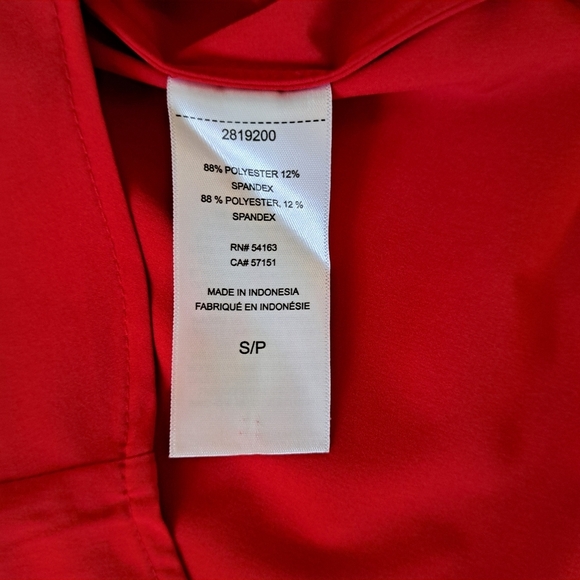 2819200
88% POLYESTER 12%
SPANDEX
88 % POLYESTER, 12 %
SPANDEX
RN# 54163
CA# 57151
MADE IN INDONESIA
FABRIQUÉ EN INDONÉSIE
S/P